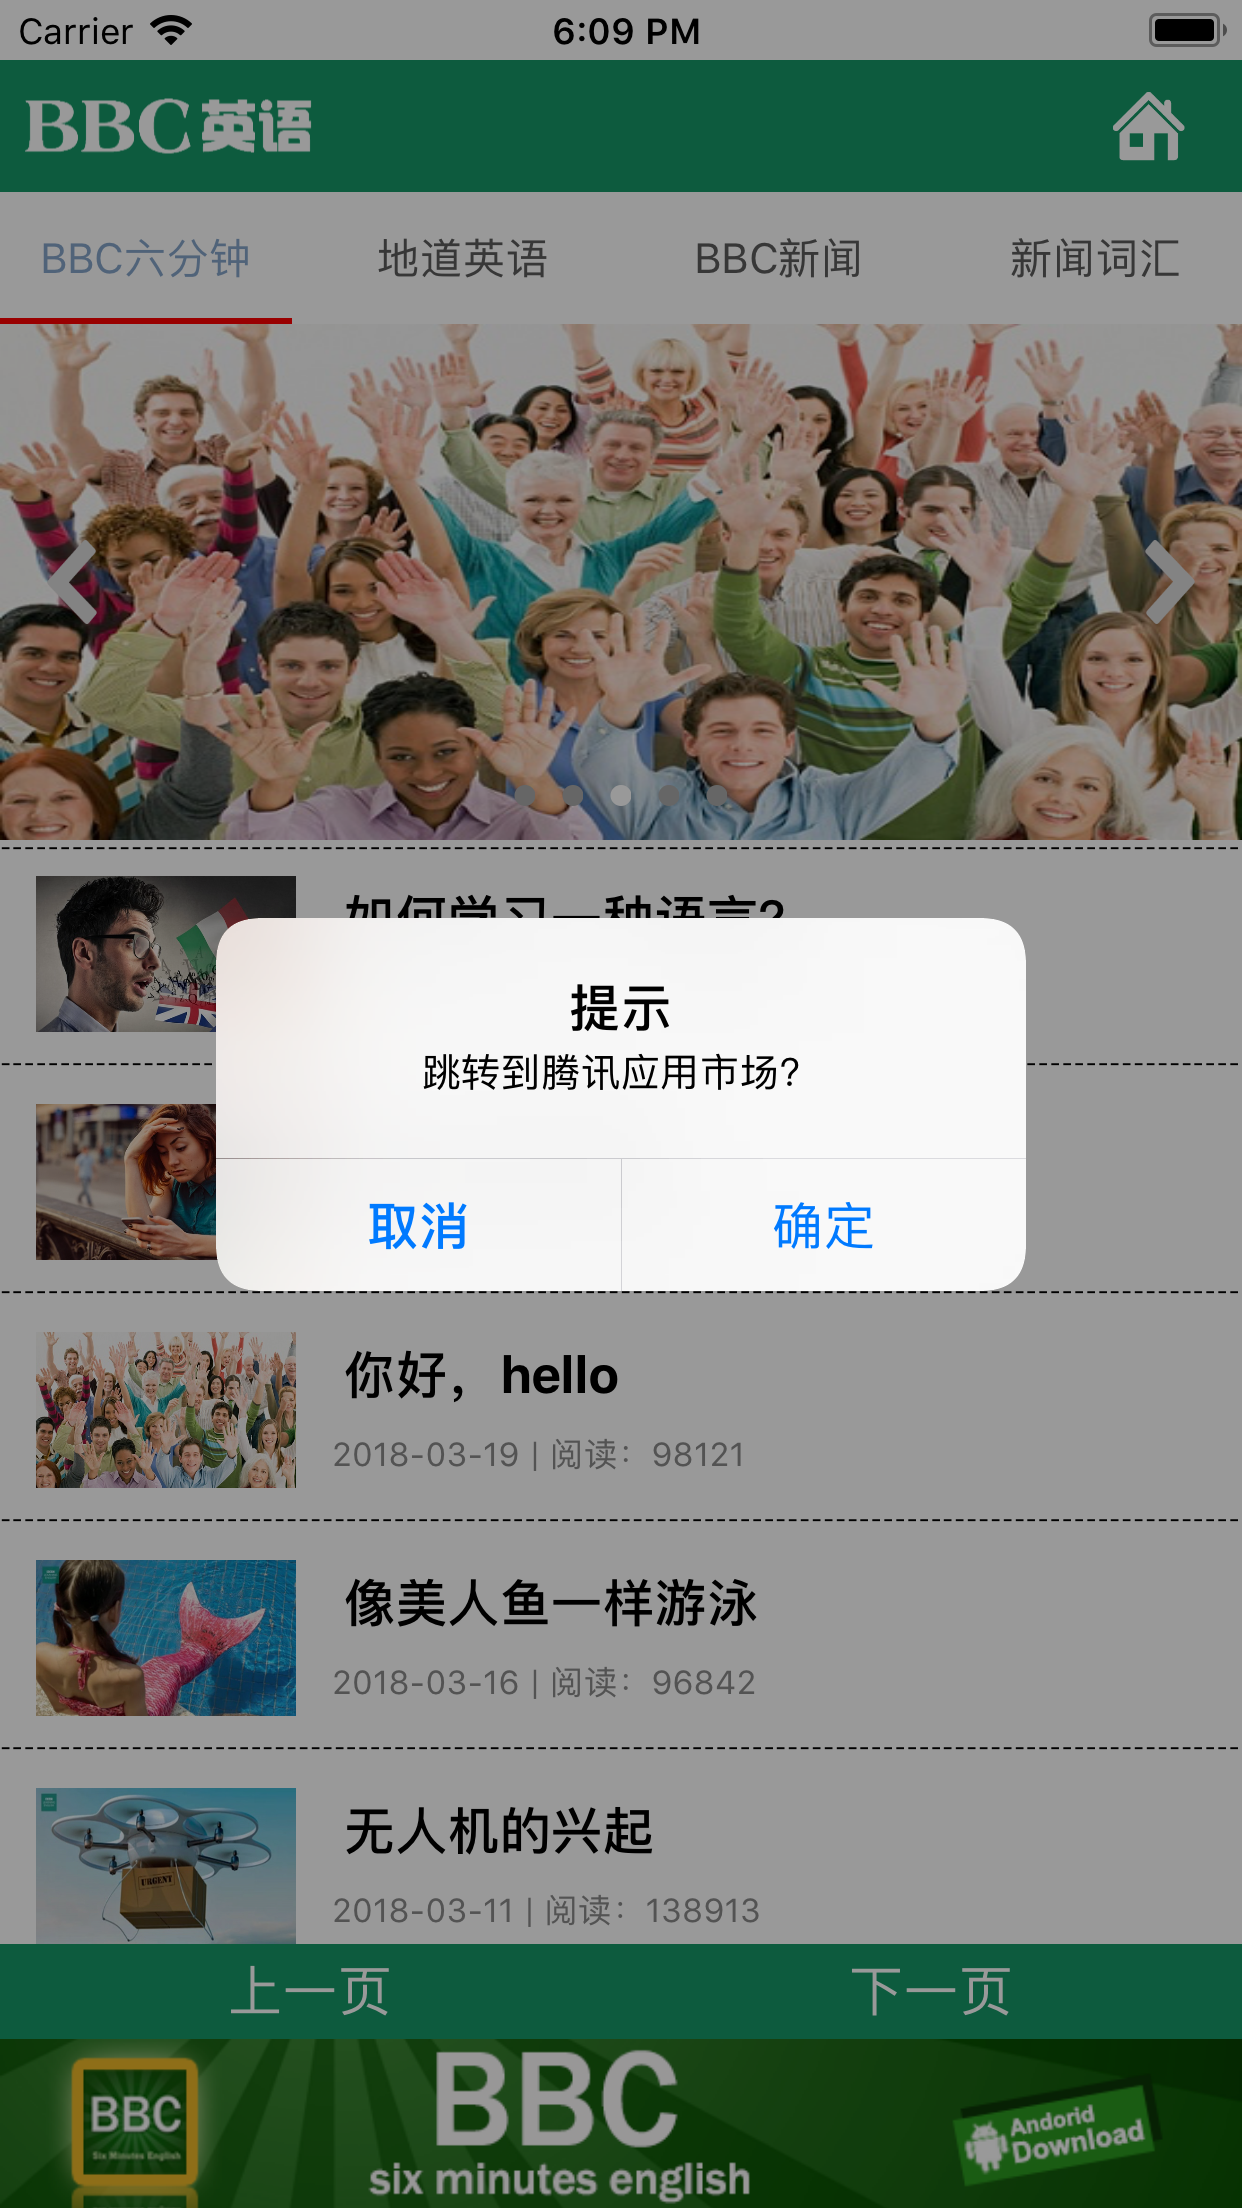 Carrier 6:09 PM
BBC英语
BBC六分钟 地道英语 BBC新闻 新闻词汇
如何学习一种语言?
提示
跳转到腾讯应用市场?
取消 确定
你好，hello
2018-03-19 | 阅读：98121
像美人鱼一样游泳
2018-03-16 | 阅读：96842
URGENT
无人机的兴起
2018-03-11 | 阅读：138913
上一页 下一页
BBC
Six Minutes English
BBC
six minutes english
Andorid
Download